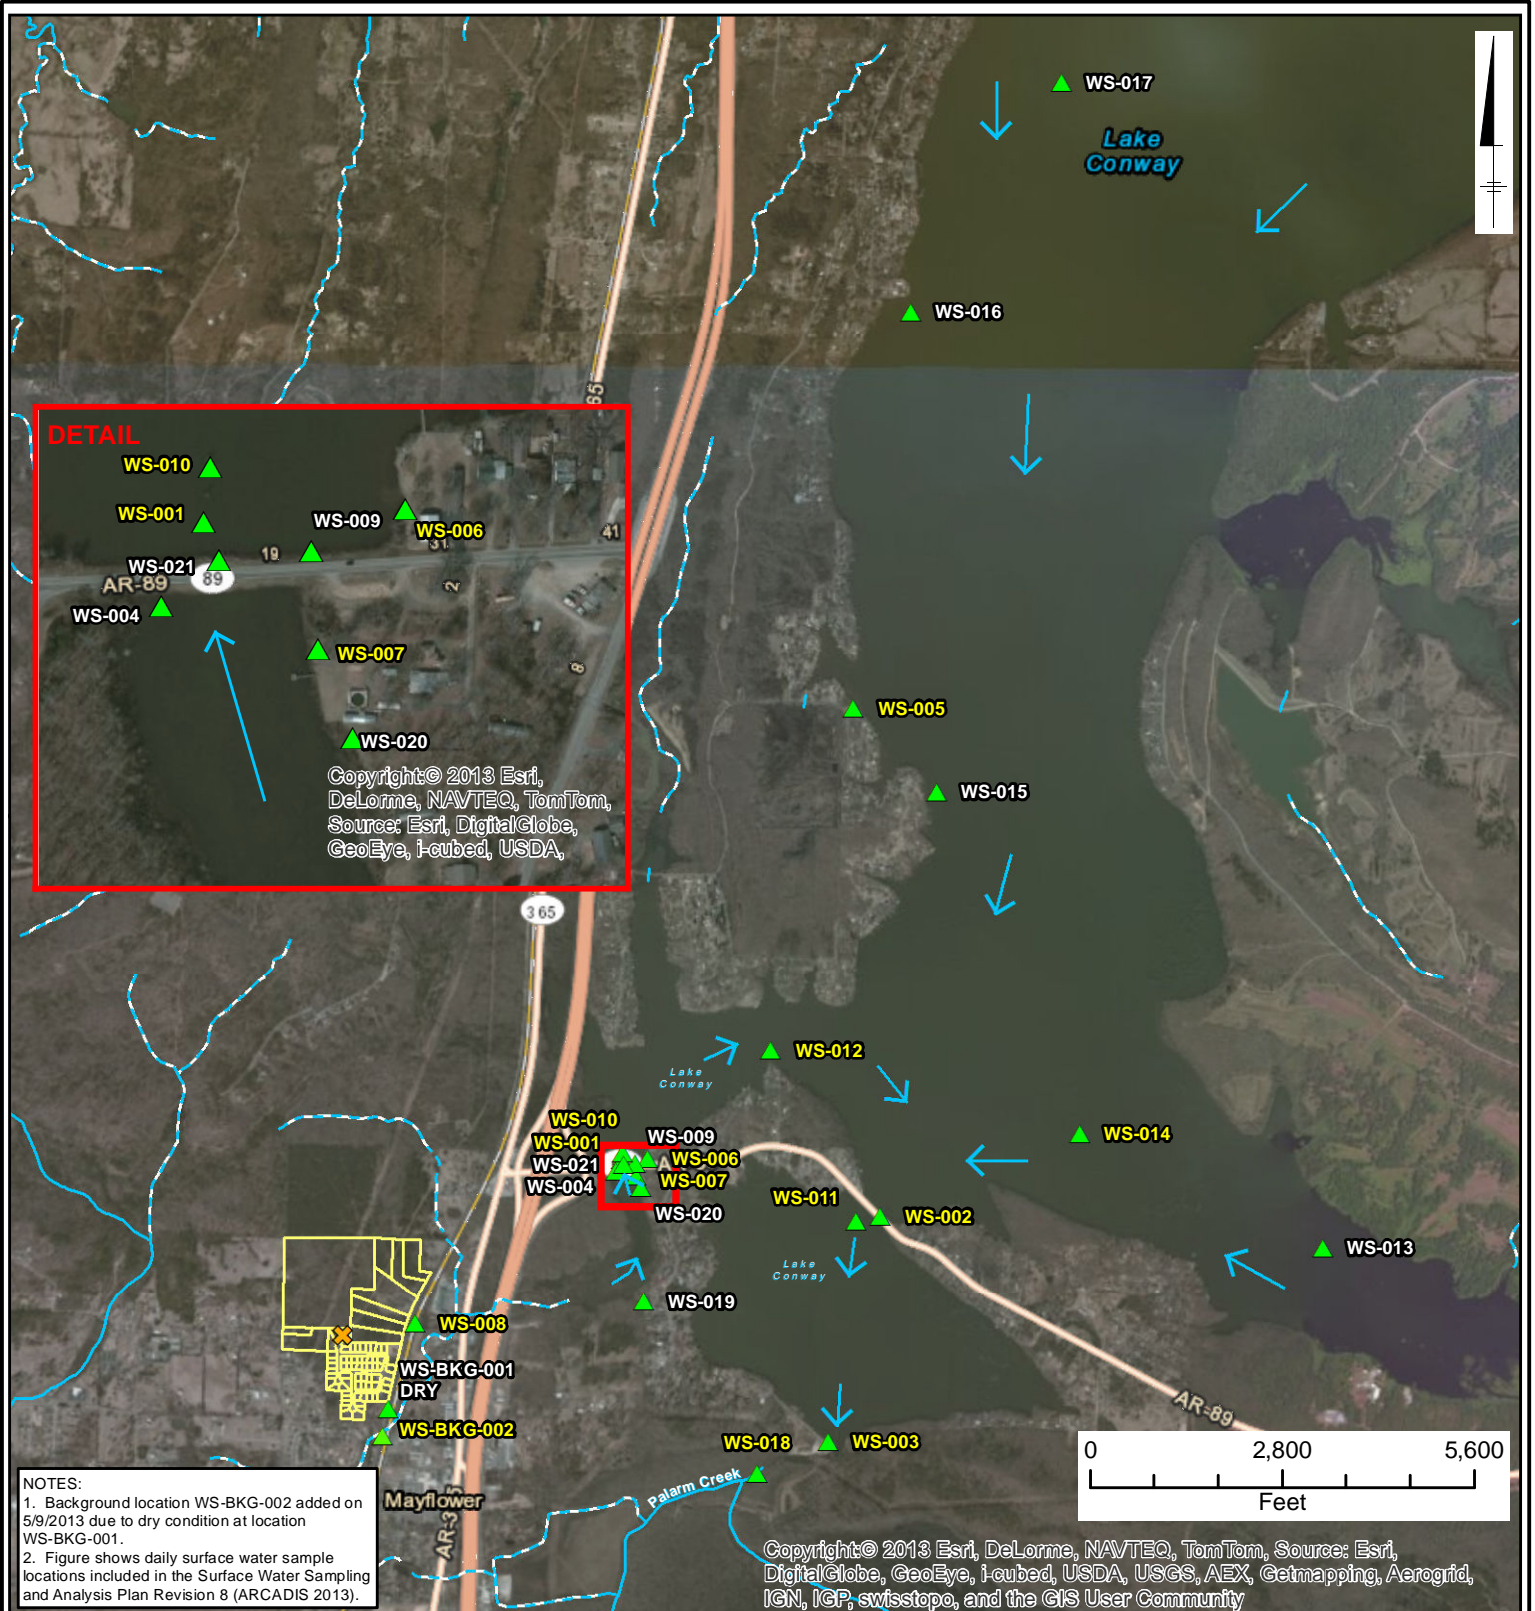 WS-017
Lake
Conway
WS-016
65
DETAIL
WS-010
WS-001
WS-009
WS-006
31
41
19
WS-021
AR-89
89
2
WS-004
WS-007
8
WS-020
Copyright:© 2013 Esri,
DeLorme, NAVTEQ, TomTom,
Source: Esri, DigitalGlobe,
GeoEye, i-cubed, USDA,
WS-005
WS-015
365
WS-012
Lake
Conway
WS-010
WS-001
WS-009
WS-014
WS-021
A
WS-006
WS-004
WS-007
WS-011
WS-020
WS-002
WS-013
Lake
Conway
WS-019
WS-008
WS-BKG-001
DRY
WS-BKG-002
AR-89
WS-018
WS-003
Palarm Creek
Mayflower
AR-3
0 2,800 5,600
Feet
NOTES:
1. Background location WS-BKG-002 added on
5/9/2013 due to dry condition at location
WS-BKG-001.
2. Figure shows daily surface water sample
locations included in the Surface Water Sampling
and Analysis Plan Revision 8 (ARCADIS 2013).
Copyright:© 2013 Esri, DeLorme, NAVTEQ, TomTom, Source: Esri,
DigitalGlobe, GeoEye, i-cubed, USDA, USGS, AEX, Getmapping, Aerogrid,
IGN, IGP, swisstopo, and the GIS User Community